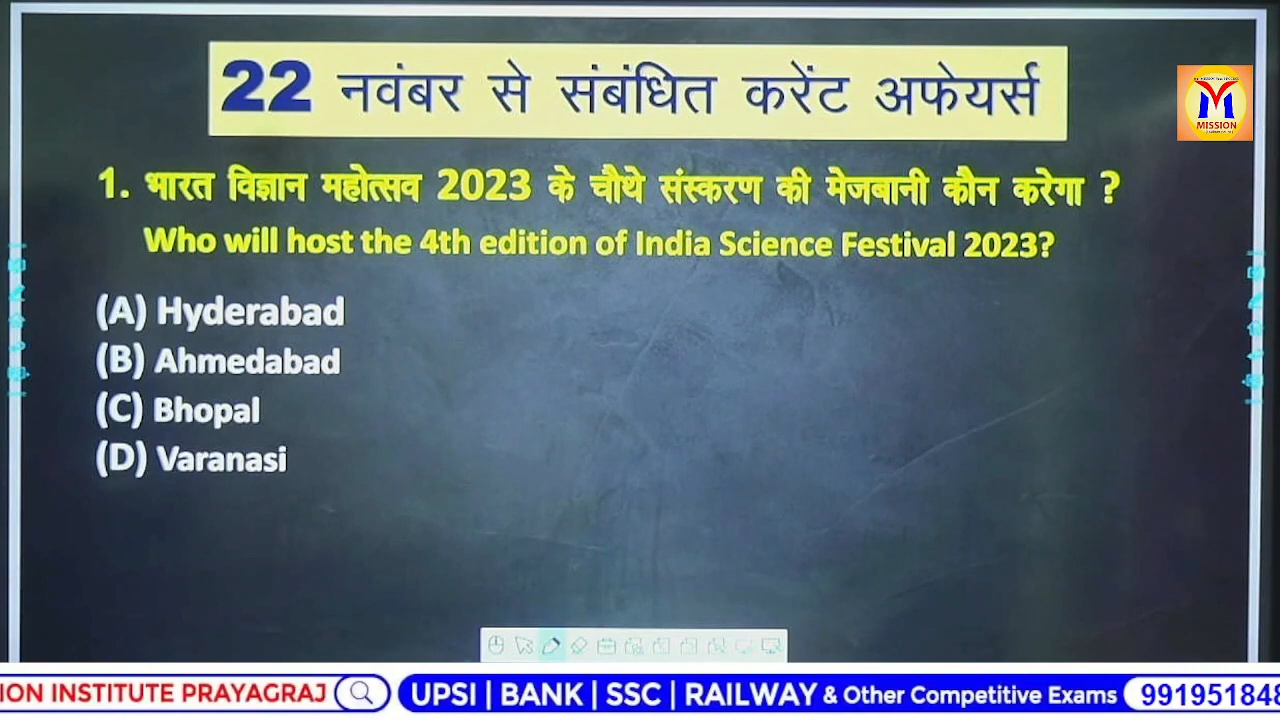 22 नवंबर से संबंधित करेंट अफेयर्स
MISSION
1. भारत विज्ञान महोत्सव 2023 के चौथे संस्करण की मेजबानी कौन करेगा ?
Who will host the 4th edition of India Science Festival 2023?
(A) Hyderabad
(B) Ahmedabad
(C) Bhopal
(D) Varanasi
ION INSTITUTE PRAYAGRAJ UPSI | BANK | SSC | RAILWAY & Other Competitive Exams 991951848